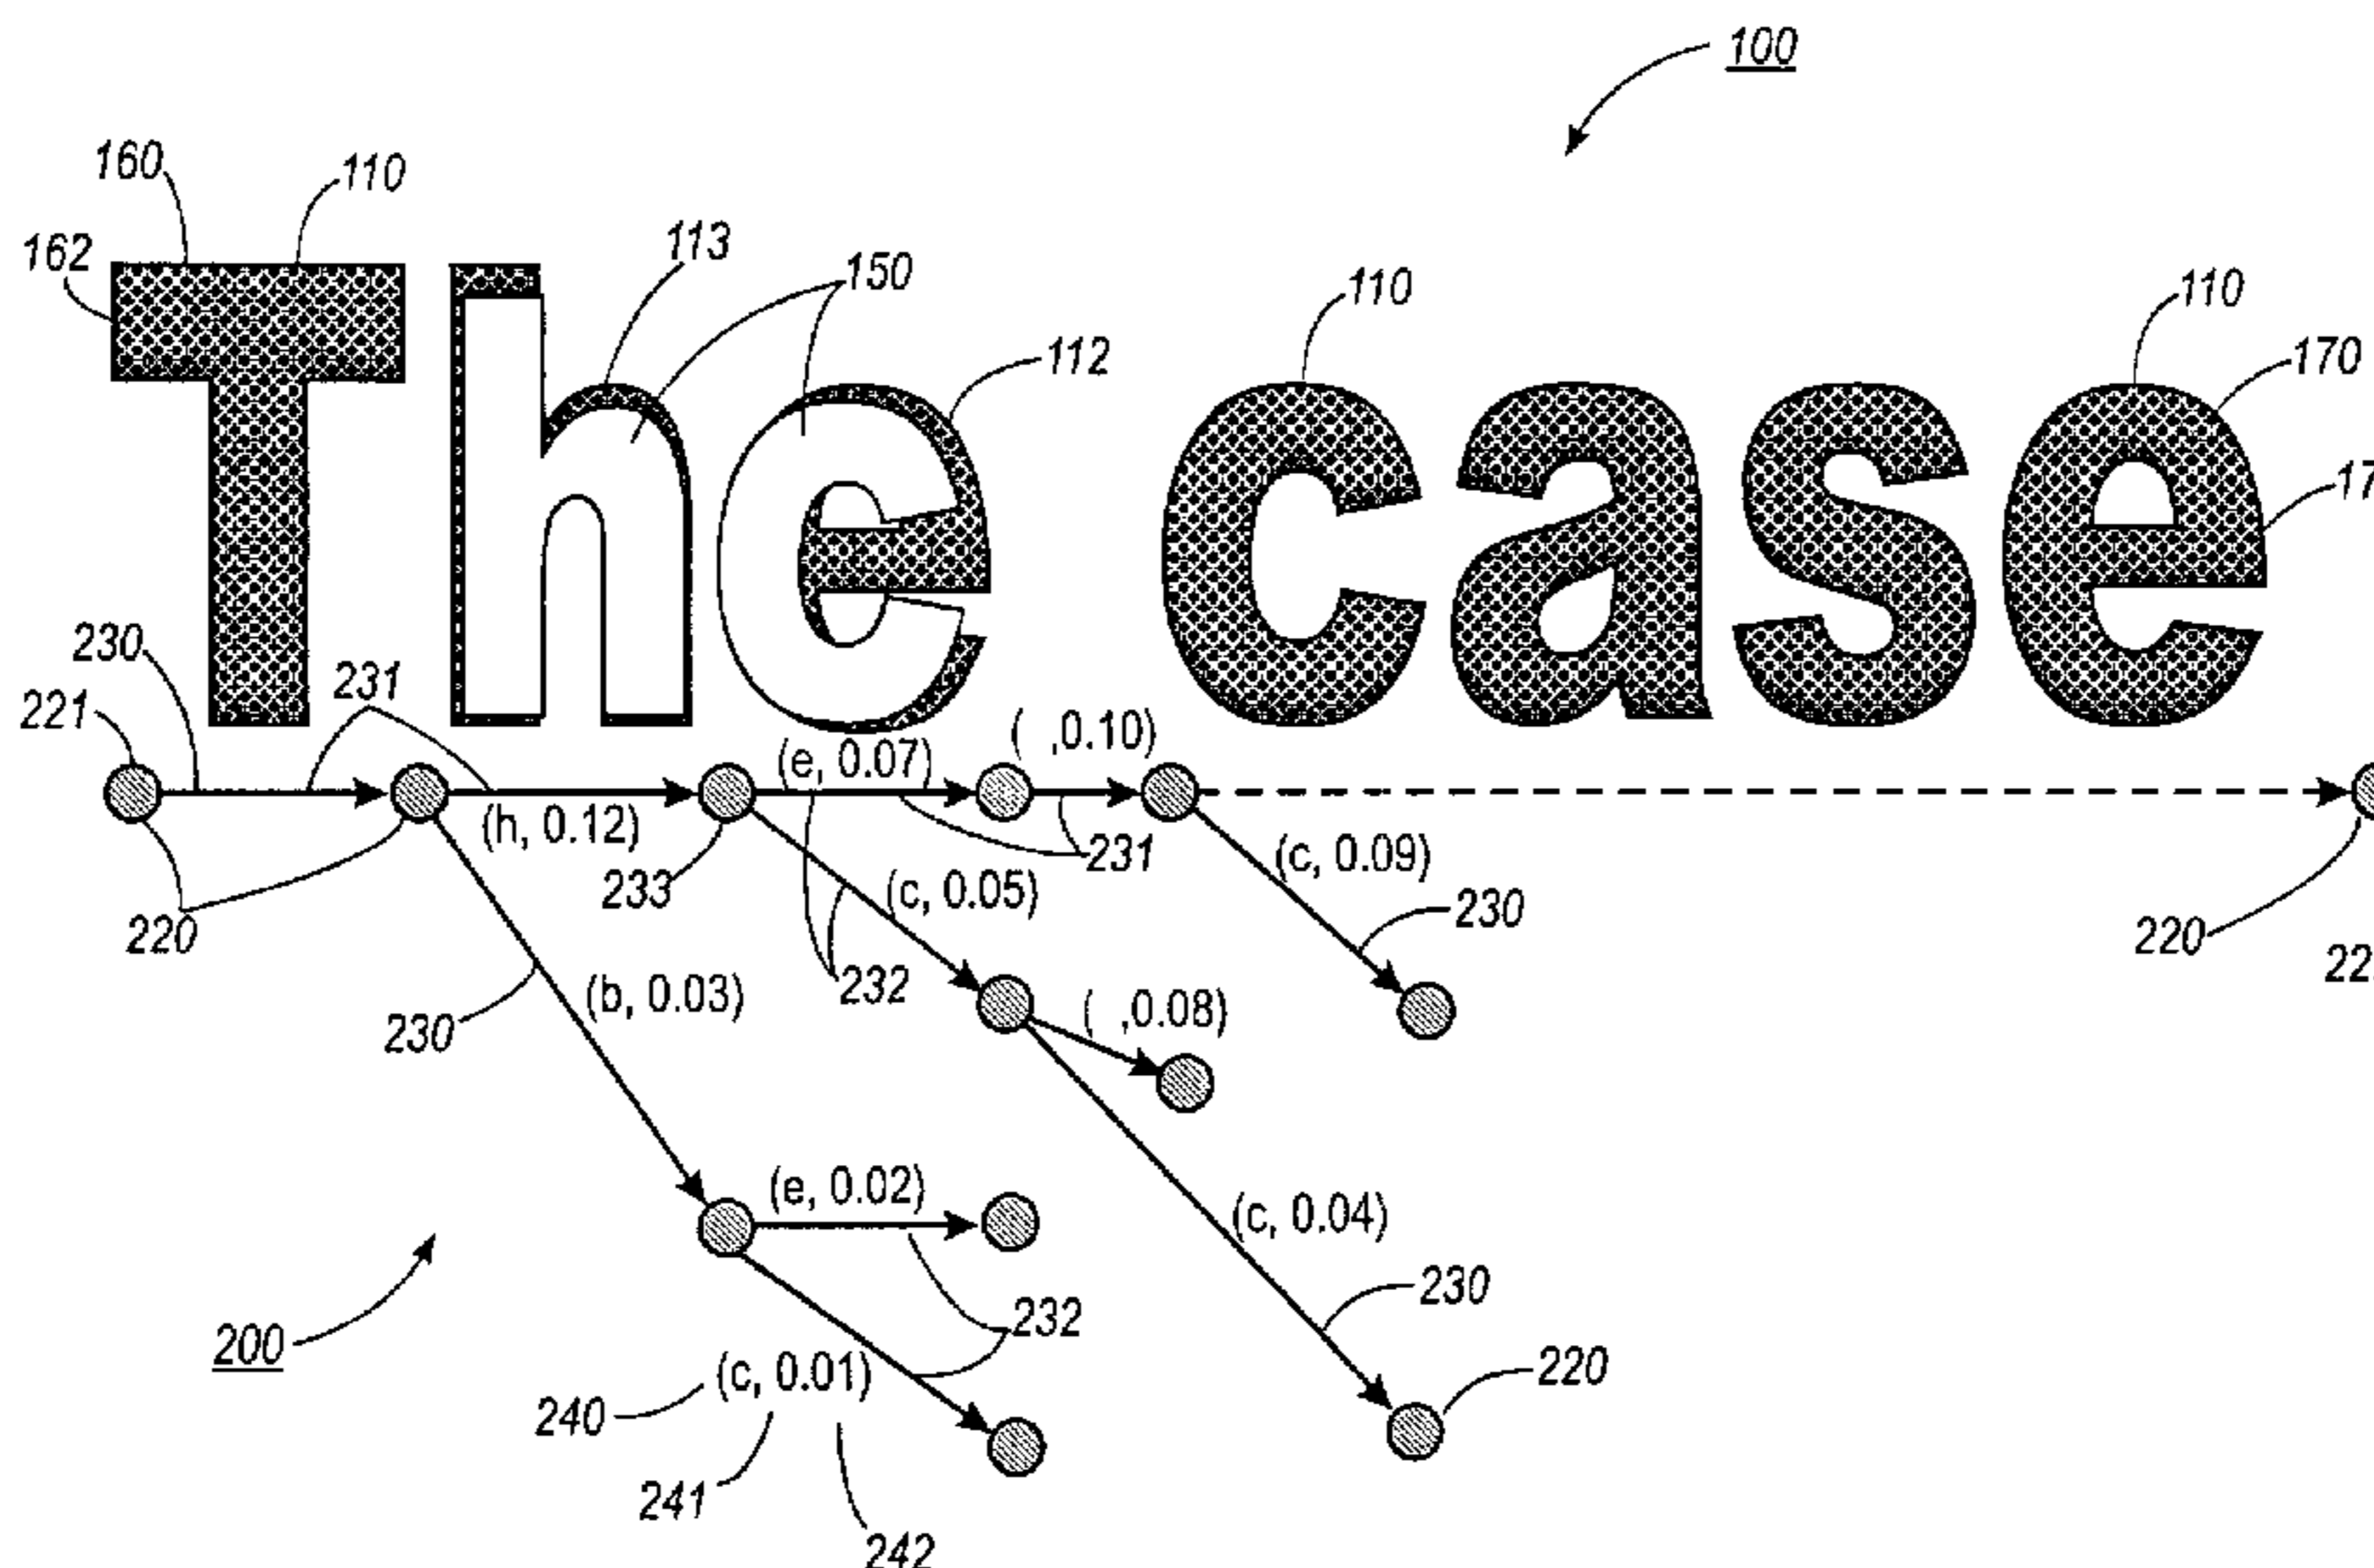 100
160 110
162 113 150 110 110
112 170
The case
230 231
221 (e, 0.07) ( ,0.10)
(h, 0.12) 231 (c, 0.09)
233 (c, 0.05) 230
220 232 220
230 (b, 0.03) ( ,0.08)
(e, 0.02) (c, 0.04)
232 230
200 (c, 0.01) 220
240
241
242